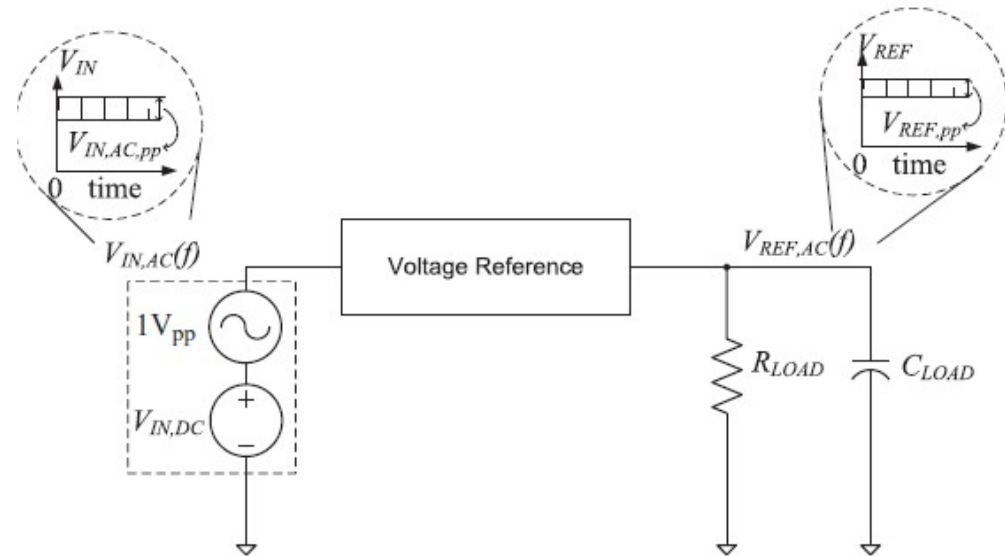 V_IN
V_IN,AC,pp
0 time
V_REF
V_REF,pp
0 time
V_IN,AC(f)
V_REF,AC(f)
Voltage Reference
1V_pp
+
V_IN,DC
−
R_LOAD
C_LOAD